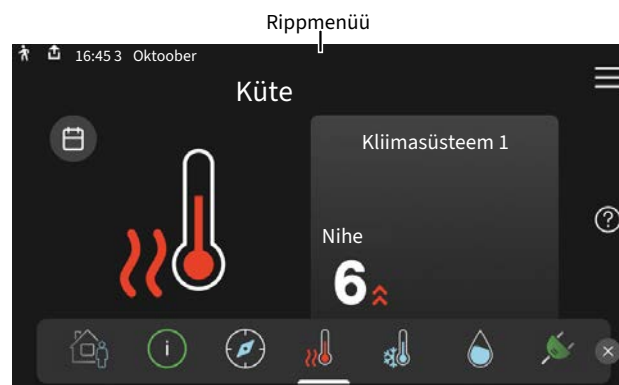 Rippmenüü
16:45 3 Oktoober
Küte
Kliimasüsteem 1
Nihe
6